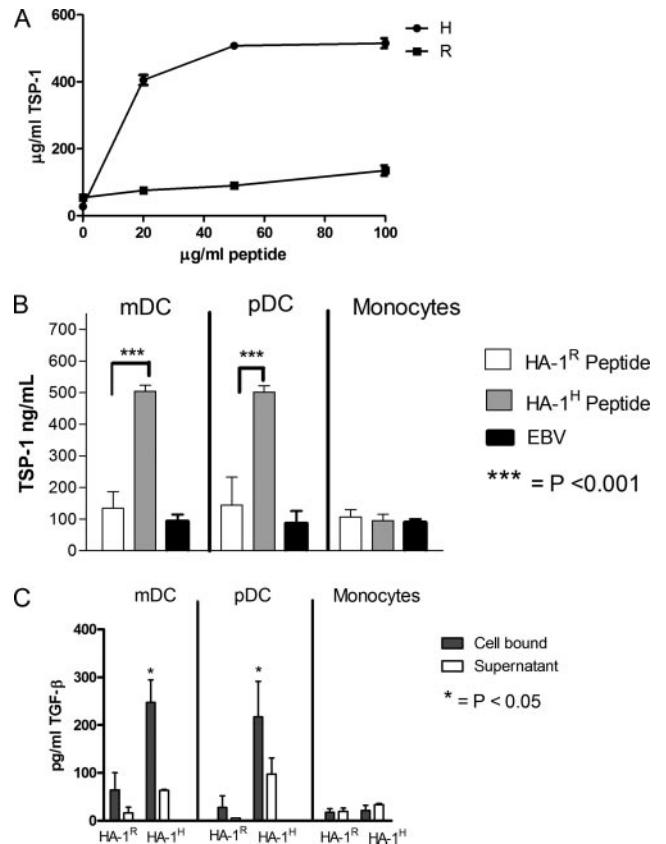 A
600
400
200
0
μg/ml TSP-1
0 20 40 60 80 100
μg/ml peptide
H
R
B
mDC pDC Monocytes
700
600
500
400
300
200
100
0
TSP-1 ng/mL
*** ***
HA-1ᴿ Peptide
HA-1ᴴ Peptide
EBV
*** = P <0.001
C
mDC pDC Monocytes
400
300
200
100
0
pg/ml TGF-β
* *
Cell bound
Supernatant
* = P < 0.05
HA-1ᴿ HA-1ᴴ HA-1ᴿ HA-1ᴴ HA-1ᴿ HA-1ᴴ